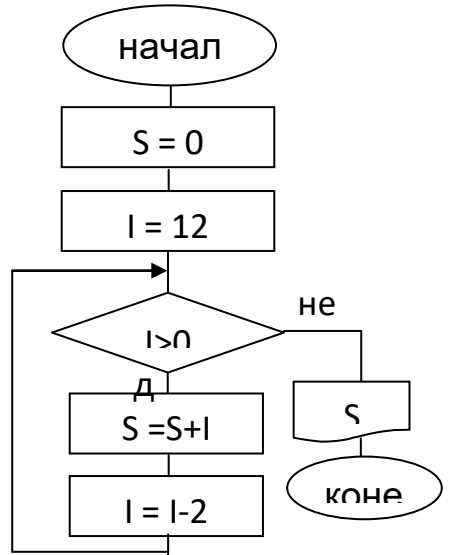 начал
S = 0
I = 12
I>0
не
д
S =S+I
S
I = I-2
коне